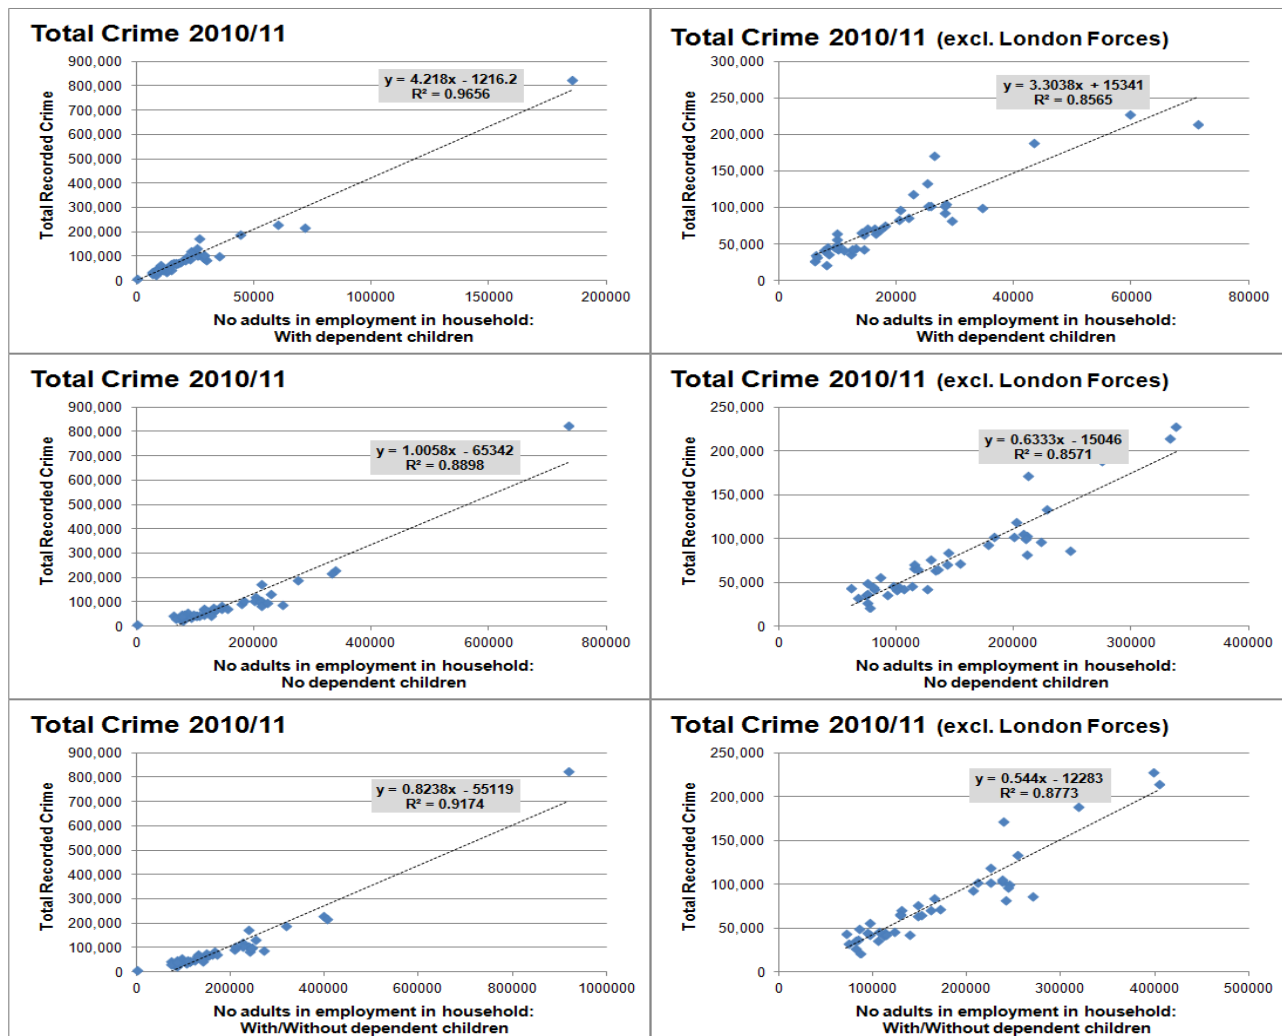 Total Crime 2010/11
900,000
800,000
700,000
600,000
500,000
400,000
300,000
200,000
100,000
0
Total Recorded Crime
y = 4.218x - 1216.2
R² = 0.9656
0 50000 100000 150000 200000
No adults in employment in household:
With dependent children
Total Crime 2010/11 (excl. London Forces)
300,000
250,000
200,000
150,000
100,000
50,000
0
Total Recorded Crime
y = 3.3038x + 15341
R² = 0.8565
0 20000 40000 60000 80000
No adults in employment in household:
With dependent children
Total Crime 2010/11
900,000
800,000
700,000
600,000
500,000
400,000
300,000
200,000
100,000
0
Total Recorded Crime
y = 1.0058x - 65342
R² = 0.8898
0 200000 400000 600000 800000
No adults in employment in household:
No dependent children
Total Crime 2010/11 (excl. London Forces)
250,000
200,000
150,000
100,000
50,000
0
Total Recorded Crime
y = 0.6333x - 15046
R² = 0.8571
0 100000 200000 300000 400000
No adults in employment in household:
No dependent children
Total Crime 2010/11
900,000
800,000
700,000
600,000
500,000
400,000
300,000
200,000
100,000
0
Total Recorded Crime
y = 0.8238x - 55119
R² = 0.9174
0 200000 400000 600000 800000 1000000
No adults in employment in household:
With/Without dependent children
Total Crime 2010/11 (excl. London Forces)
250,000
200,000
150,000
100,000
50,000
0
Total Recorded Crime
y = 0.544x - 12283
R² = 0.8773
0 100000 200000 300000 400000 500000
No adults in employment in household:
With/Without dependent children